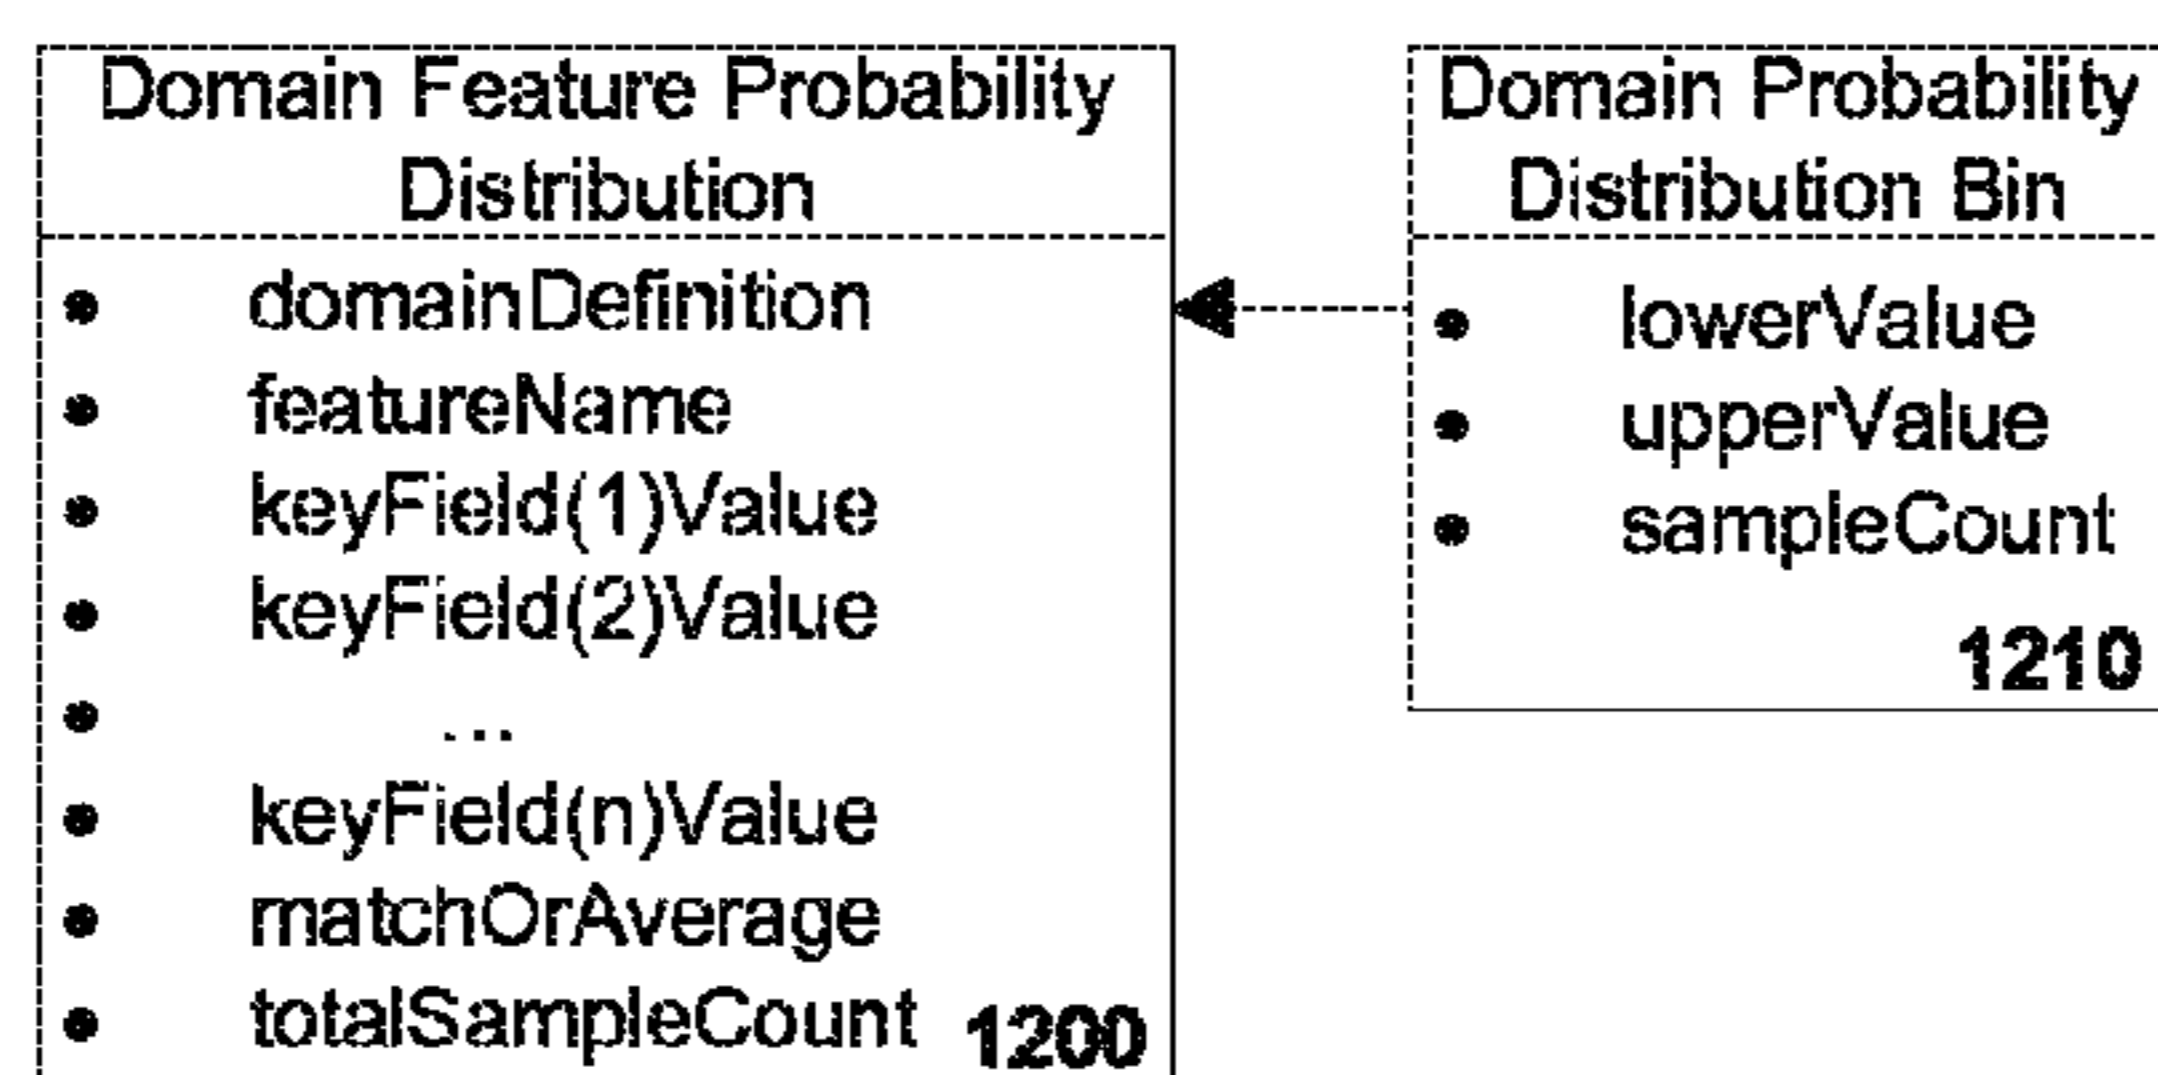 Domain Feature Probability
Distribution
• domainDefinition
• featureName
• keyField(1)Value
• keyField(2)Value
• ...
• keyField(n)Value
• matchOrAverage
• totalSampleCount 1200
Domain Probability
Distribution Bin
• lowerValue
• upperValue
• sampleCount
1210